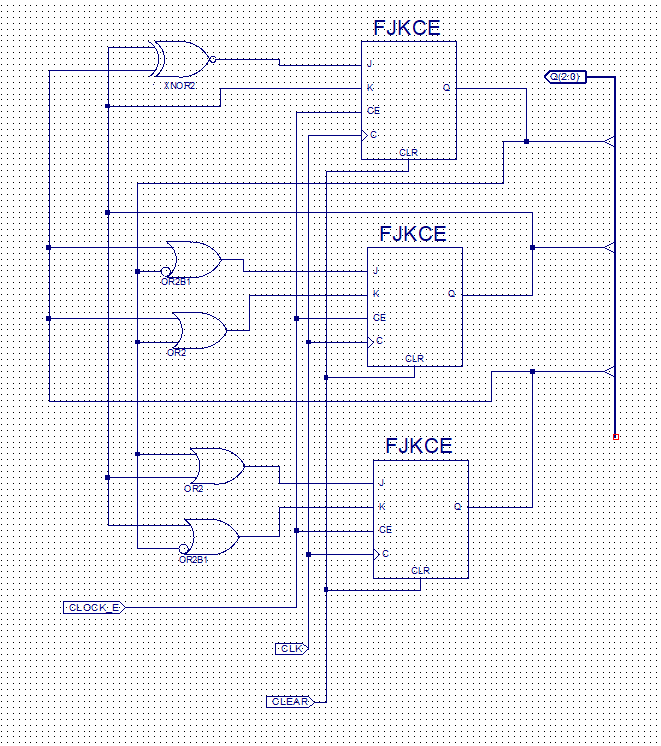 FJKCE
Q(2:0)
J
XNOR2
K
Q
CE
C
CLR
FJKCE
J
OR2B1
K
Q
CE
C
OR2
CLR
FJKCE
J
OR2
K
Q
CE
C
OR2B1
CLR
CLOCK_E
CLK
CLEAR